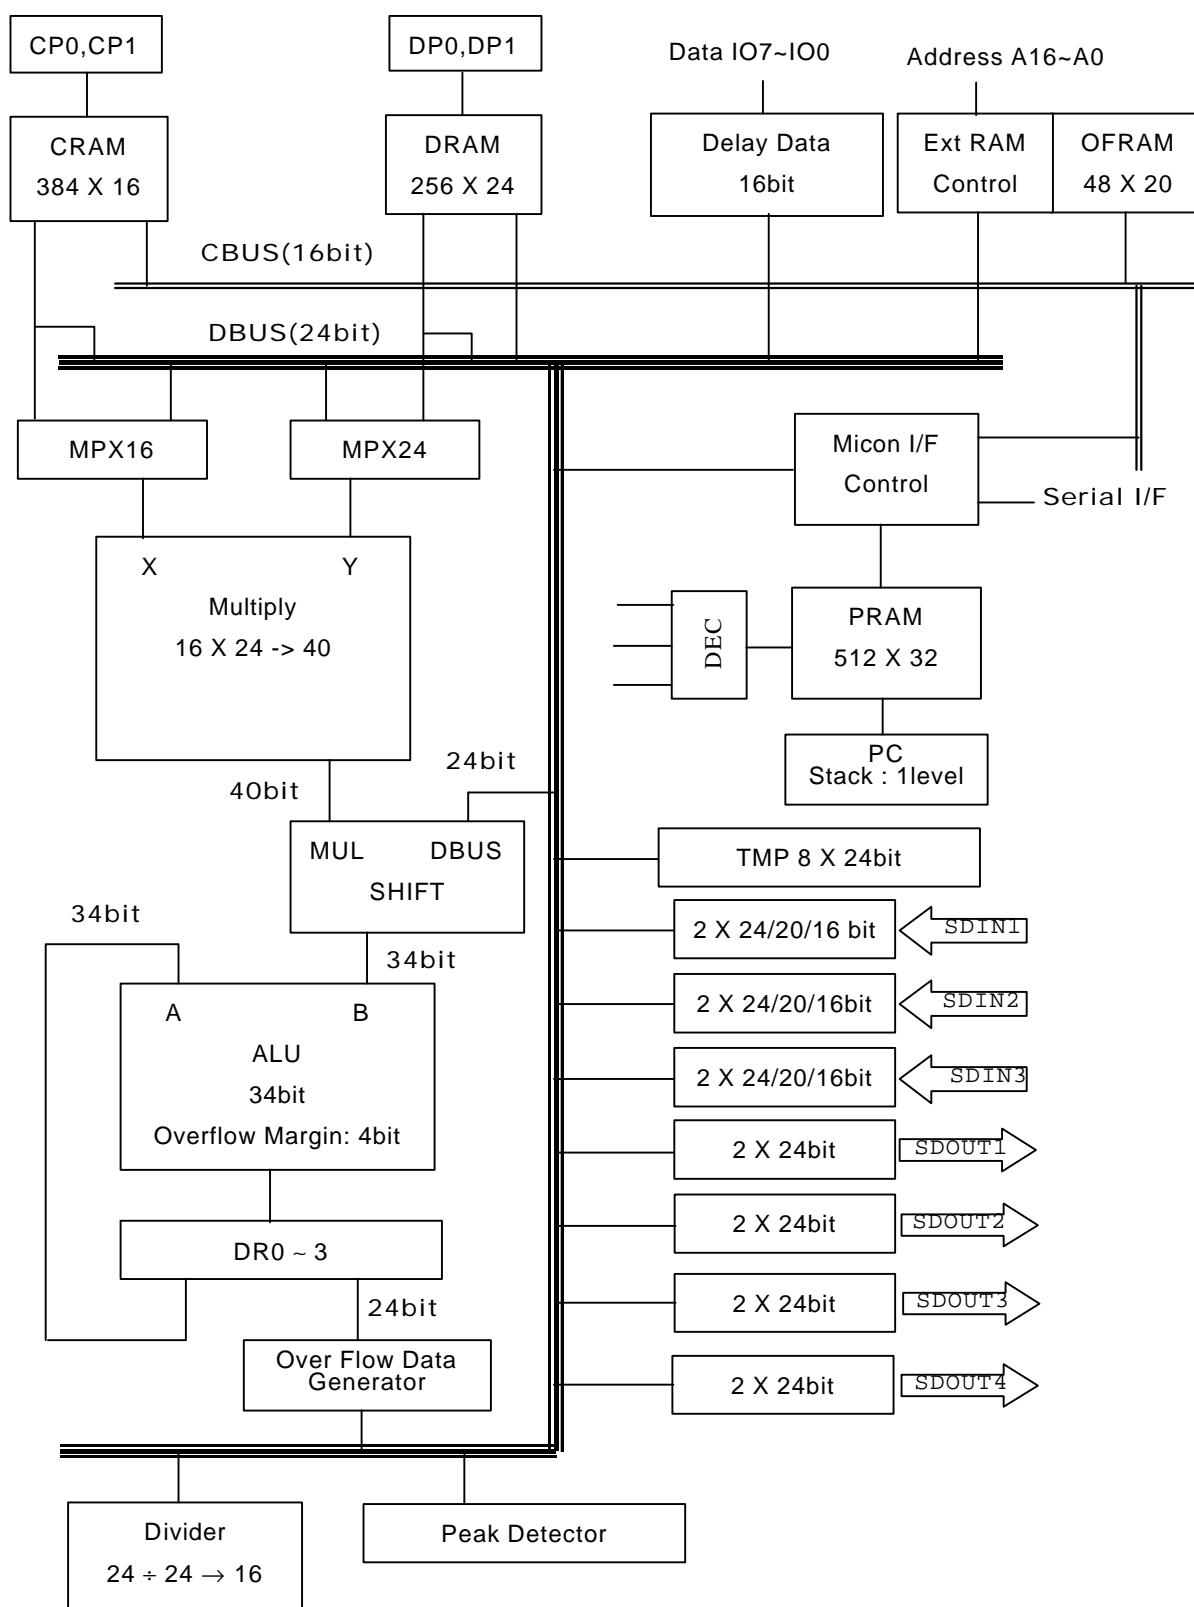 CP0,CP1
DP0,DP1
Data IO7~IO0
Address A16~A0
CRAM
384 X 16
DRAM
256 X 24
Delay Data
16bit
Ext RAM
Control
OFRAM
48 X 20
CBUS(16bit)
DBUS(24bit)
MPX16
MPX24
Micon I/F
Control
Serial I/F
X
Y
Multiply
16 X 24 -> 40
DEC
PRAM
512 X 32
PC
Stack : 1level
40bit
24bit
MUL
DBUS
SHIFT
TMP 8 X 24bit
34bit
34bit
2 X 24/20/16 bit
SDIN1
2 X 24/20/16bit
SDIN2
2 X 24/20/16bit
SDIN3
A
B
ALU
34bit
Overflow Margin: 4bit
2 X 24bit
SDOUT1
2 X 24bit
SDOUT2
DR0 ~ 3
24bit
2 X 24bit
SDOUT3
Over Flow Data
Generator
2 X 24bit
SDOUT4
Divider
24 ÷ 24 → 16
Peak Detector